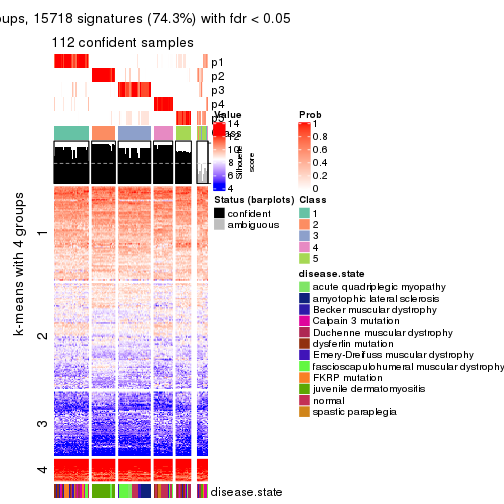 oups, 15718 signatures (74.3%) with fdr < 0.05
112 confident samples
p1
p2
p3
p4
p5
Class
Silhouette
score
k-means with 4 groups
1
2
3
4
disease.state
Value
14
12
10
8
6
4
Prob
1
0.8
0.6
0.4
0.2
0
Status (barplots)
confident
ambiguous
Class
1
2
3
4
5
disease.state
acute quadriplegic myopathy
amyotophic lateral sclerosis
Becker muscular dystrophy
Calpain 3 mutation
Duchenne muscular dystrophy
dysferlin mutation
Emery-Dreifuss muscular dystrophy
fascioscapulohumeral muscular dystrophy
FKRP mutation
juvenile dermatomyositis
normal
spastic paraplegia